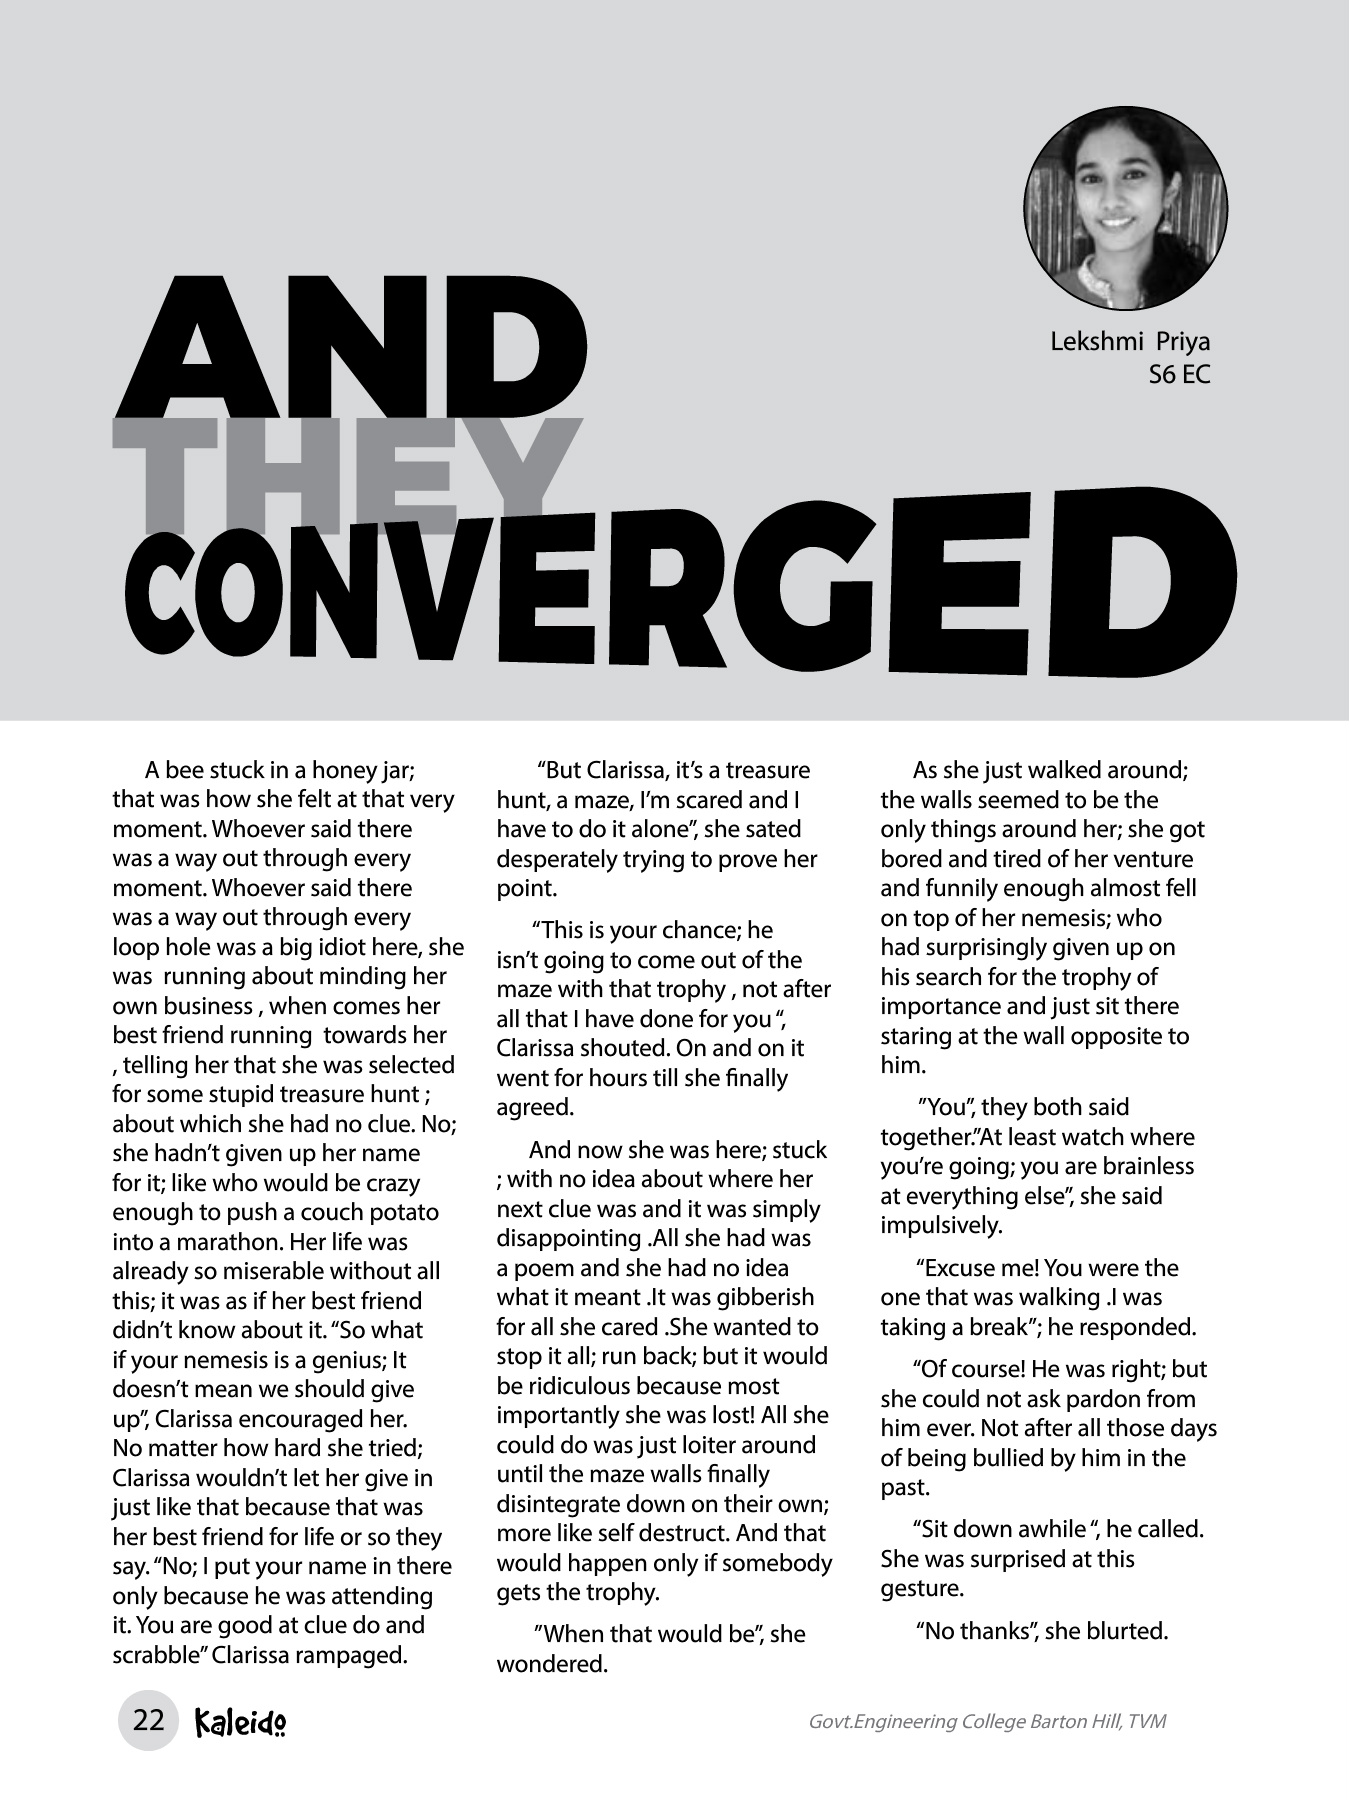 Lekshmi Priya
S6 EC
AND
THEY
CONVERGED
A bee stuck in a honey jar;
that was how she felt at that very
moment. Whoever said there
was a way out through every
moment. Whoever said there
was a way out through every
loop hole was a big idiot here, she
was running about minding her
own business , when comes her
best friend running towards her
, telling her that she was selected
for some stupid treasure hunt ;
about which she had no clue. No;
she hadn’t given up her name
for it; like who would be crazy
enough to push a couch potato
into a marathon. Her life was
already so miserable without all
this; it was as if her best friend
didn’t know about it. “So what
if your nemesis is a genius; It
doesn’t mean we should give
up”, Clarissa encouraged her.
No matter how hard she tried;
Clarissa wouldn’t let her give in
just like that because that was
her best friend for life or so they
say. “No; I put your name in there
only because he was attending
it. You are good at clue do and
scrabble” Clarissa rampaged.
“But Clarissa, it’s a treasure
hunt, a maze, I’m scared and I
have to do it alone”, she sated
desperately trying to prove her
point.
“This is your chance; he
isn’t going to come out of the
maze with that trophy , not after
all that I have done for you “,
Clarissa shouted. On and on it
went for hours till she finally
agreed.
And now she was here; stuck
; with no idea about where her
next clue was and it was simply
disappointing .All she had was
a poem and she had no idea
what it meant .It was gibberish
for all she cared .She wanted to
stop it all; run back; but it would
be ridiculous because most
importantly she was lost! All she
could do was just loiter around
until the maze walls finally
disintegrate down on their own;
more like self destruct. And that
would happen only if somebody
gets the trophy.
”When that would be”, she
wondered.
As she just walked around;
the walls seemed to be the
only things around her; she got
bored and tired of her venture
and funnily enough almost fell
on top of her nemesis; who
had surprisingly given up on
his search for the trophy of
importance and just sit there
staring at the wall opposite to
him.
”You”, they both said
together.”At least watch where
you’re going; you are brainless
at everything else”, she said
impulsively.
“Excuse me! You were the
one that was walking .I was
taking a break”; he responded.
“Of course! He was right; but
she could not ask pardon from
him ever. Not after all those days
of being bullied by him in the
past.
“Sit down awhile “, he called.
She was surprised at this
gesture.
“No thanks”, she blurted.
22 Kaleido
Govt.Engineering College Barton Hill, TVM